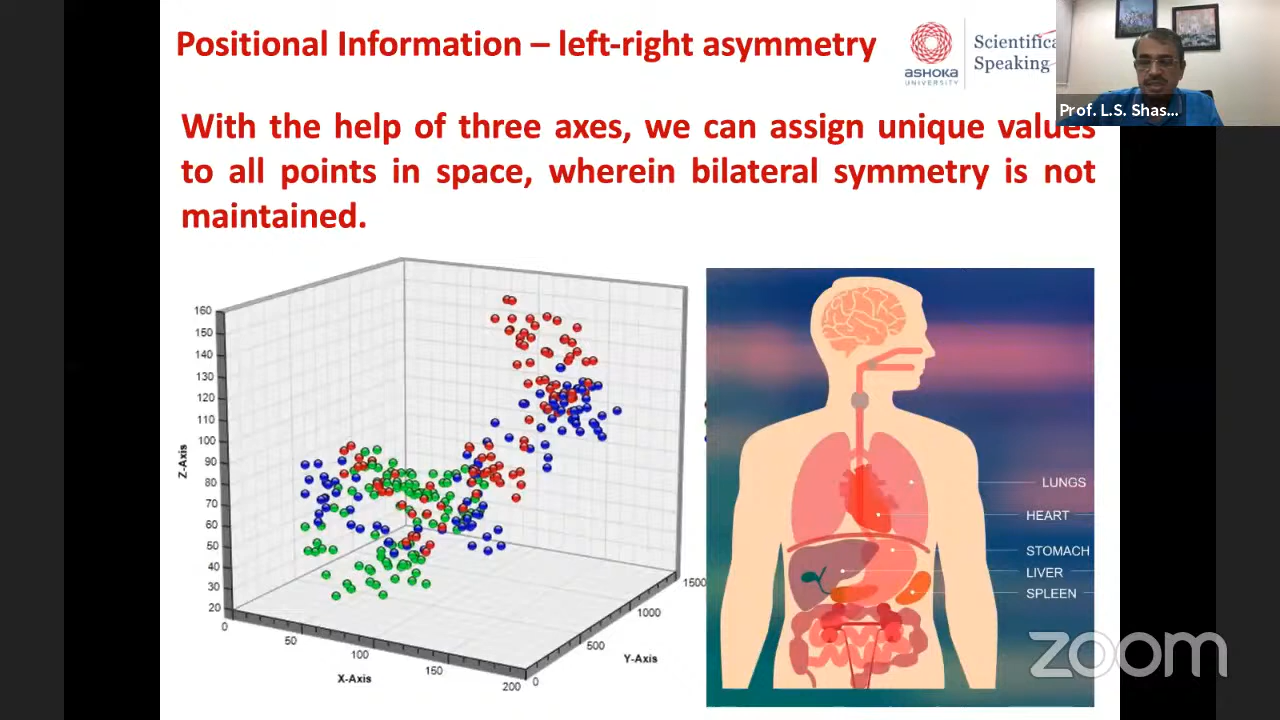 Positional Information – left-right asymmetry
ASHOKA
UNIVERSITY
Speaking
Prof. L.S. Shas...
With the help of three axes, we can assign unique values
to all points in space, wherein bilateral symmetry is not
maintained.
160
150
140
130
120
110
100
90
80
70
60
50
40
30
20
Z-Axis
0
50
100
150
200
X-Axis
0
500
1000
1500
Y-Axis
LUNGS
HEART
STOMACH
LIVER
SPLEEN
zoom